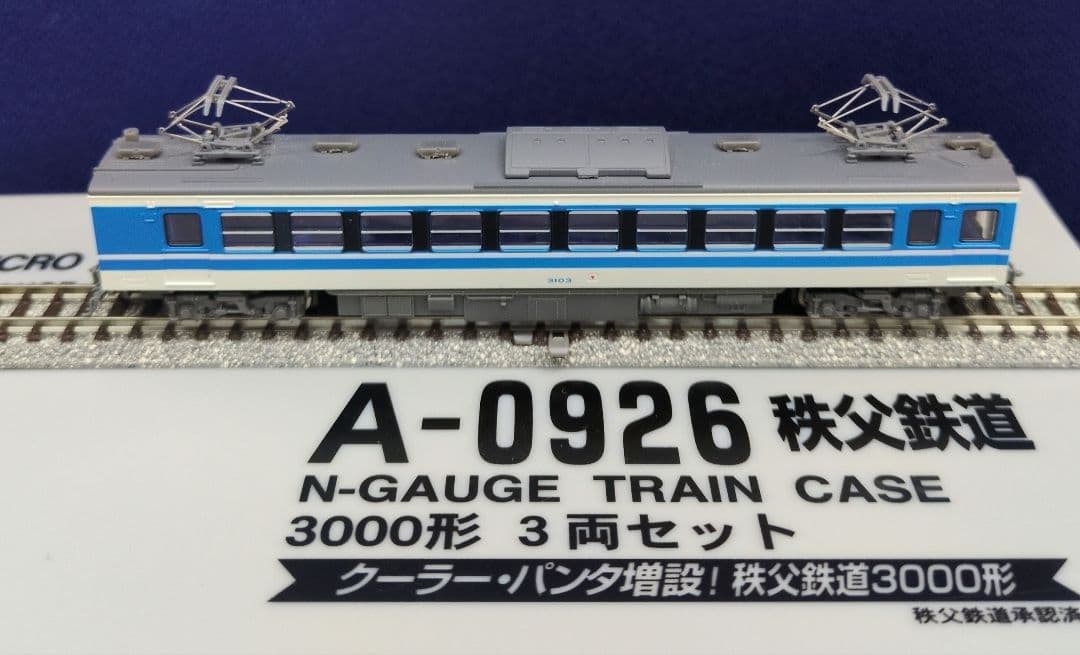 3103
CRO
A-0926 秩父鉄道
N-GAUGE TRAIN CASE
3000形 3両セット
クーラー・パンタ増設!秩父鉄道3000形
秩父鉄道承認済